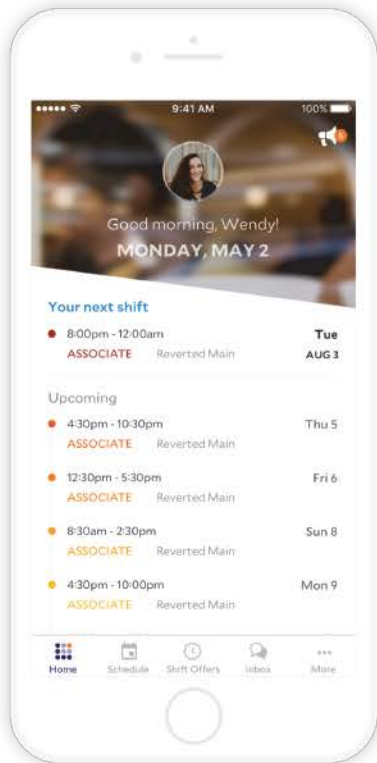 9:41 AM
100%
6
Good morning, Wendy!
MONDAY, MAY 2
Your next shift
8:00pm - 12:00am
Tue
ASSOCIATE Reverted Main
AUG 3
Upcoming
4:30pm - 10:30pm
Thu 5
ASSOCIATE Reverted Main
12:30pm - 5:30pm
Fri 6
ASSOCIATE Reverted Main
8:30am - 2:30pm
Sun 8
ASSOCIATE Reverted Main
4:30pm - 10:00pm
Mon 9
ASSOCIATE Reverted Main
Home Schedule Shift Offers Inbox More